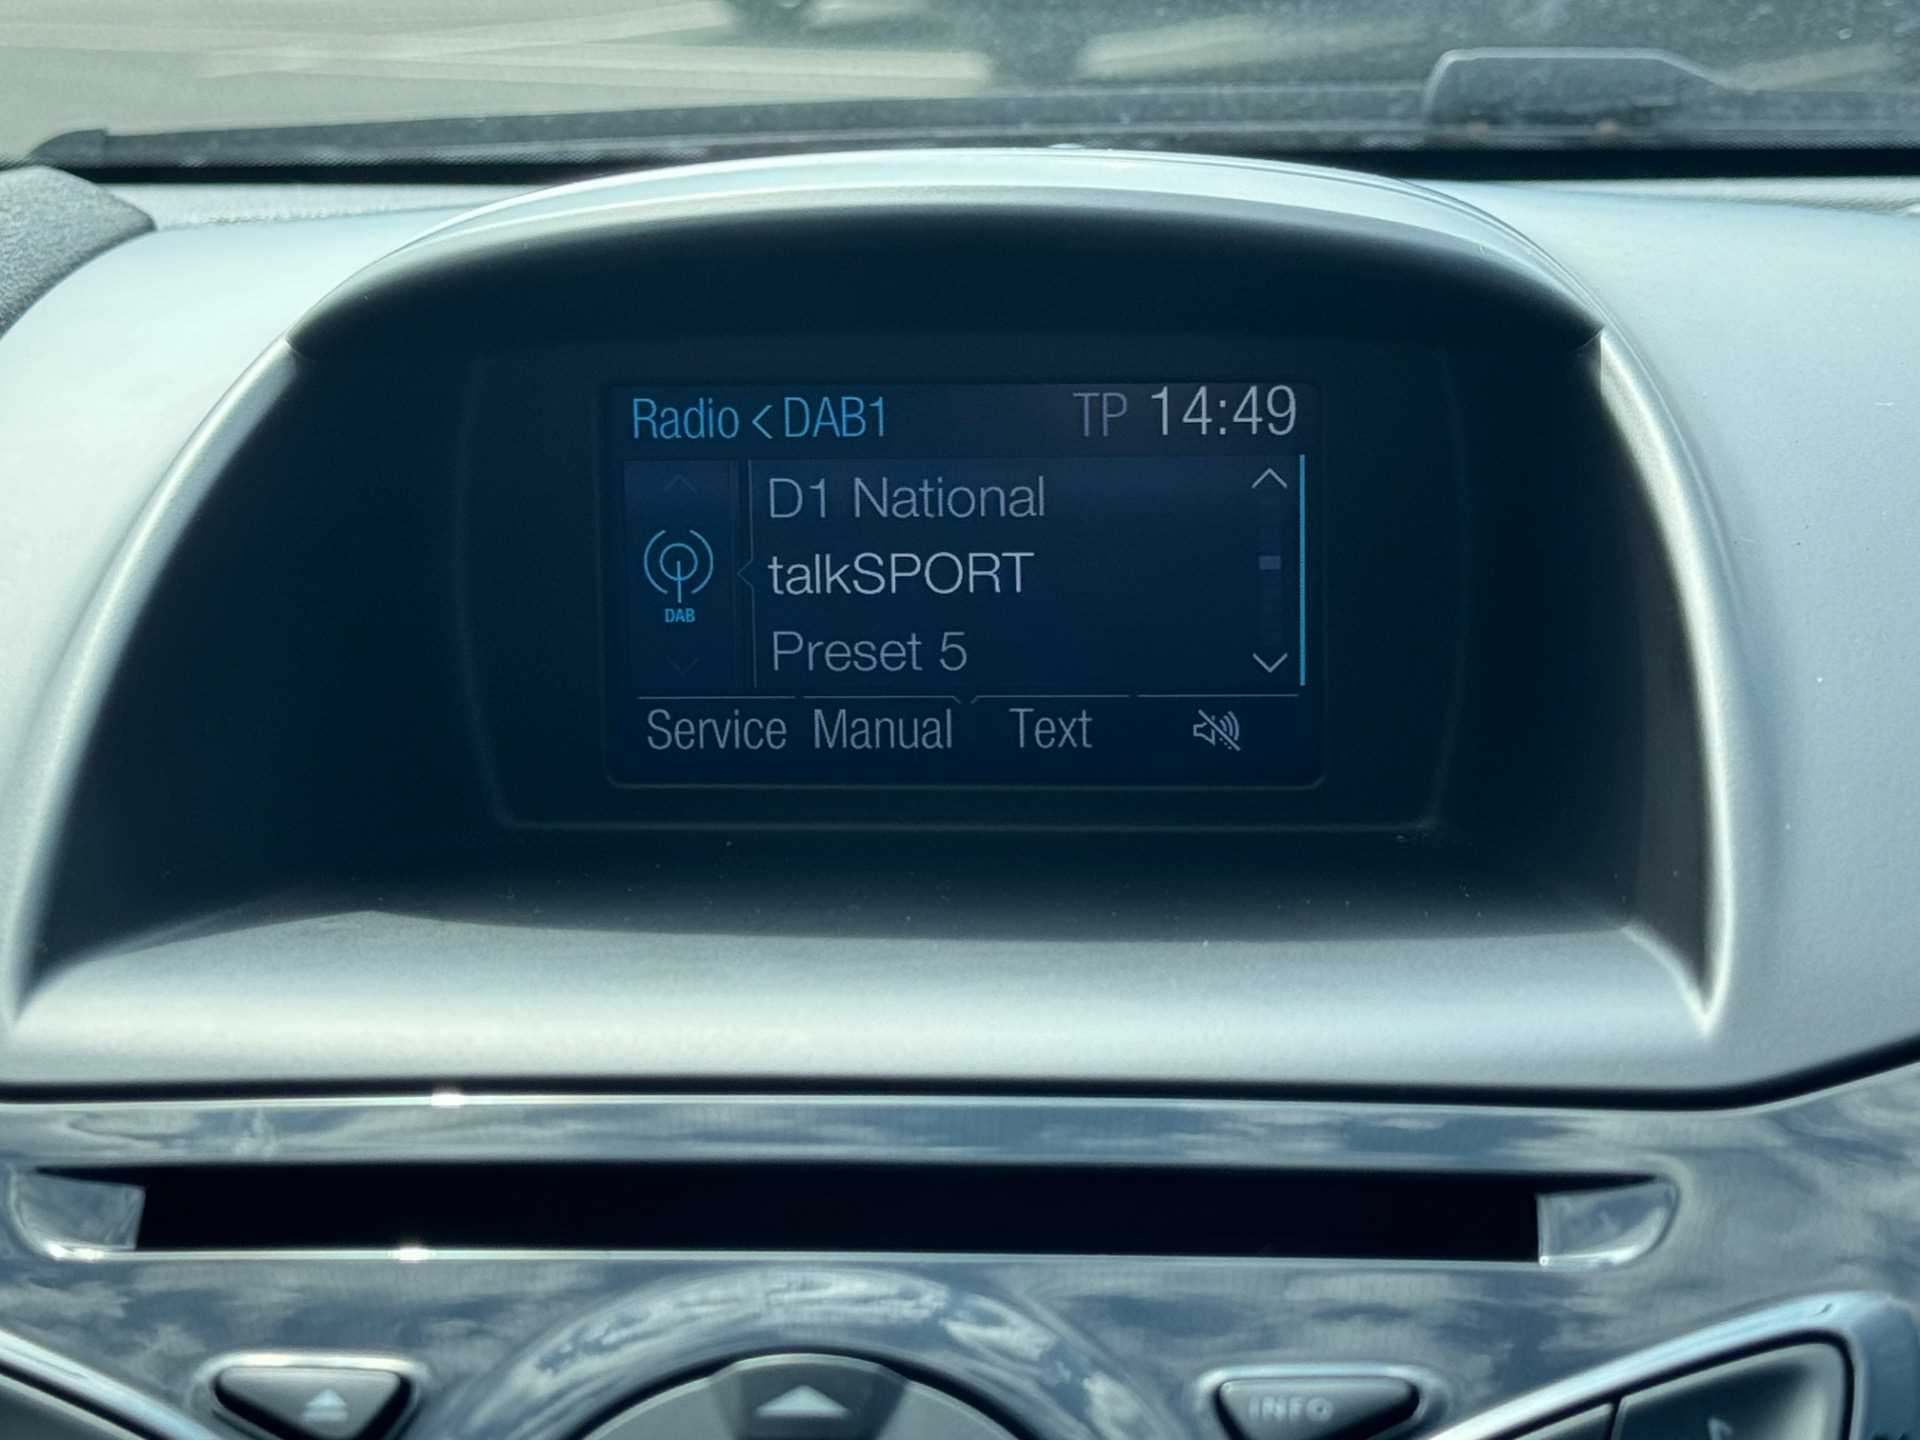 Radio < DAB1 TP 14:49
D1 National
talkSPORT
DAB
Preset 5
Service Manual Text
INFO